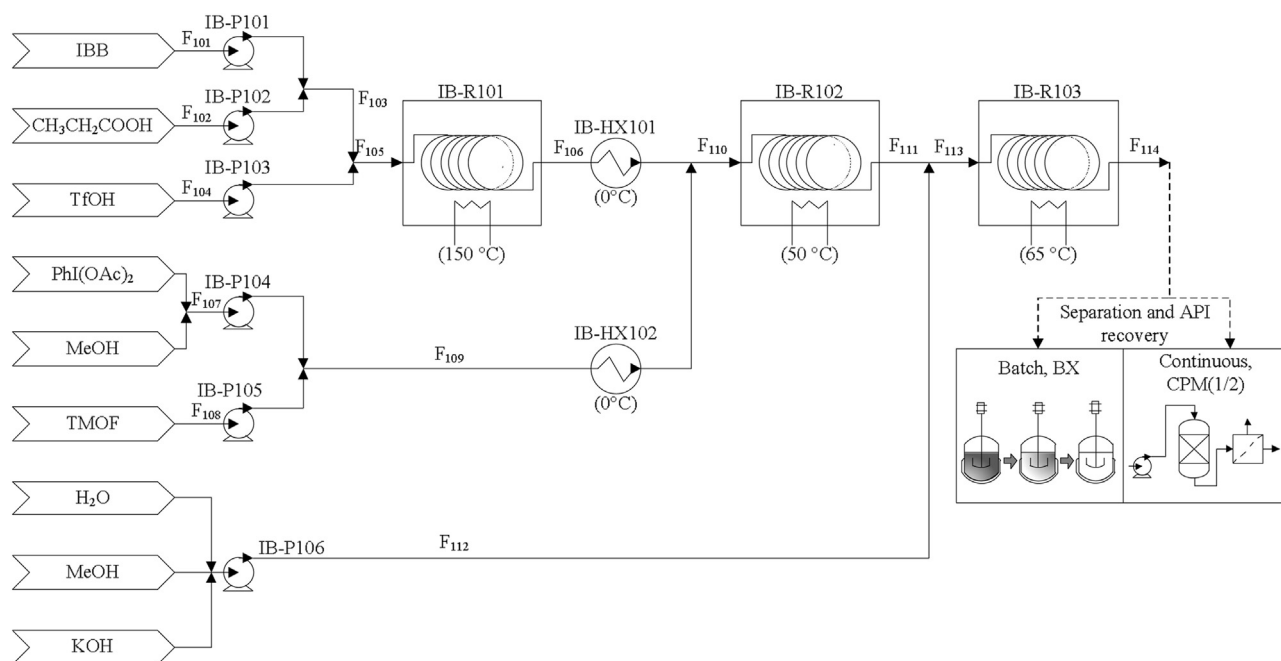 IB-P101
IBB
F₁₀₁
IB-P102
CH₃CH₂COOH
F₁₀₂
F₁₀₃
IB-P103
TfOH
F₁₀₄
F₁₀₅
IB-R101
(150 °C)
F₁₀₆
IB-HX101
(0°C)
F₁₁₀
IB-R102
(50 °C)
F₁₁₁
F₁₁₃
IB-R103
(65 °C)
F₁₁₄
PhI(OAc)₂
IB-P104
F₁₀₇
MeOH
F₁₀₉
IB-HX102
(0°C)
IB-P105
TMOF
F₁₀₈
Separation and API
recovery
Batch, BX
Continuous,
CPM(1/2)
H₂O
MeOH
IB-P106
F₁₁₂
KOH